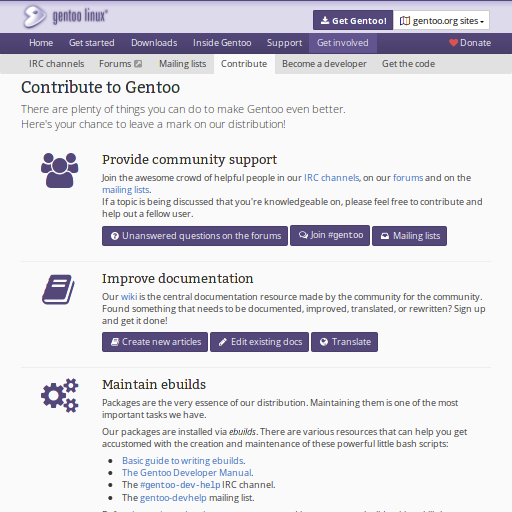 gentoo linux
Get Gentoo!
gentoo.org sites
Home Get started Downloads Inside Gentoo Support Get involved Donate
IRC channels Forums Mailing lists Contribute Become a developer Get the code
Contribute to Gentoo
There are plenty of things you can do to make Gentoo even better.
Here's your chance to leave a mark on our distribution!
Provide community support
Join the awesome crowd of helpful people in our IRC channels, on our forums and on the
mailing lists.
If a topic is being discussed that you're knowledgeable on, please feel free to contribute and
help out a fellow user.
Unanswered questions on the forums Join #gentoo Mailing lists
Improve documentation
Our wiki is the central documentation resource made by the community for the community.
Found something that needs to be documented, improved, translated, or rewritten? Sign up
and get it done!
Create new articles Edit existing docs Translate
Maintain ebuilds
Packages are the very essence of our distribution. Maintaining them is one of the most
important tasks we have.
Our packages are installed via ebuilds. There are various resources that can help you get
accustomed with the creation and maintenance of these powerful little bash scripts:
Basic guide to writing ebuilds.
The Gentoo Developer Manual.
The #gentoo-dev-help IRC channel.
The gentoo-devhelp mailing list.